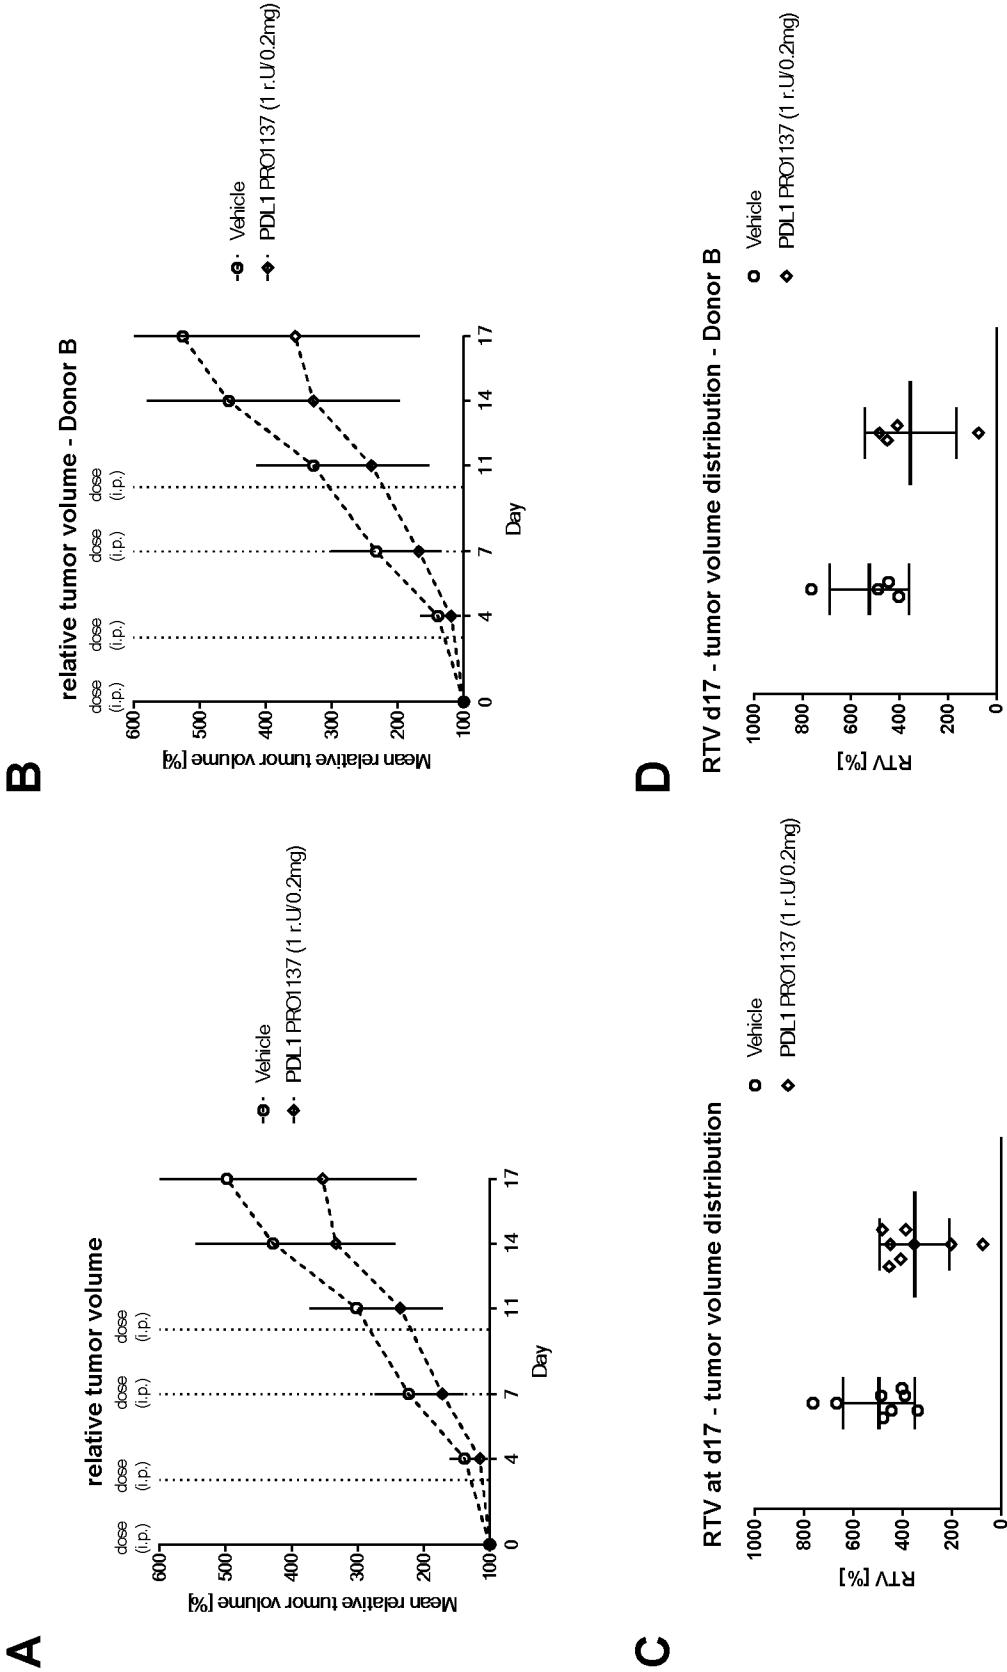 A
relative tumor volume
dose
(i.p.)
dose
(i.p.)
dose
(i.p.)
dose
(i.p.)
Mean relative tumor volume [%]
600
500
400
300
200
100
0
4
7
11
14
17
Day
Vehicle
PDL1 PRO1137 (1 r.U/0.2mg)
B
relative tumor volume - Donor B
dose
(i.p.)
dose
(i.p.)
dose
(i.p.)
dose
(i.p.)
Mean relative tumor volume [%]
600
500
400
300
200
100
0
4
7
11
14
17
Day
Vehicle
PDL1 PRO1137 (1 r.U/0.2mg)
C
RTV at d17 - tumor volume distribution
RTV [%]
1000
800
600
400
200
0
Vehicle
PDL1 PRO1137 (1 r.U/0.2mg)
D
RTV d17 - tumor volume distribution - Donor B
RTV [%]
1000
800
600
400
200
0
Vehicle
PDL1 PRO1137 (1 r.U/0.2mg)